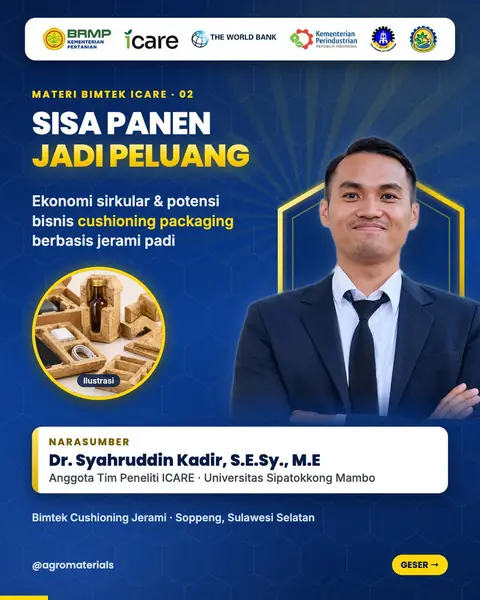 BRMP
KEMENTERIAN
PERTANIAN
icare
THE WORLD BANK
Kementerian
Perindustrian
REPUBLIK INDONESIA
MATERI BIMTEK ICARE · 02
SISA PANEN
JADI PELUANG
Ekonomi sirkular & potensi
bisnis cushioning packaging
berbasis jerami padi
Ilustrasi
NARASUMBER
Dr. Syahruddin Kadir, S.E.Sy., M.E
Anggota Tim Peneliti ICARE · Universitas Sipatokkong Mambo
Bimtek Cushioning Jerami · Soppeng, Sulawesi Selatan
@agromaterials
GESER →